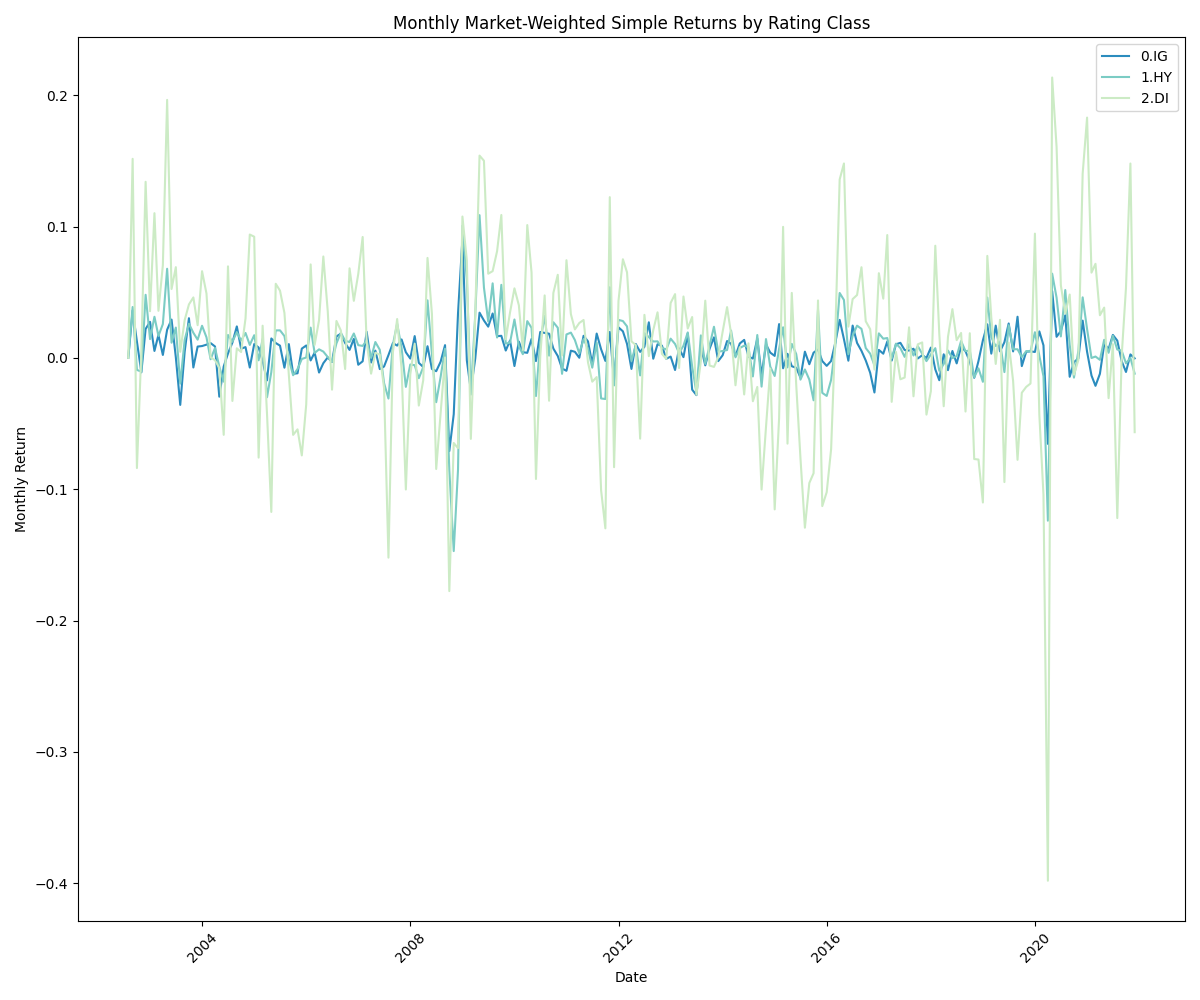 Monthly Market-Weighted Simple Returns by Rating Class
0.IG
1.HY
2.DI
0.2
0.1
0.0
−0.1
−0.2
−0.3
−0.4
Monthly Return
2004
2008
2012
2016
2020
Date